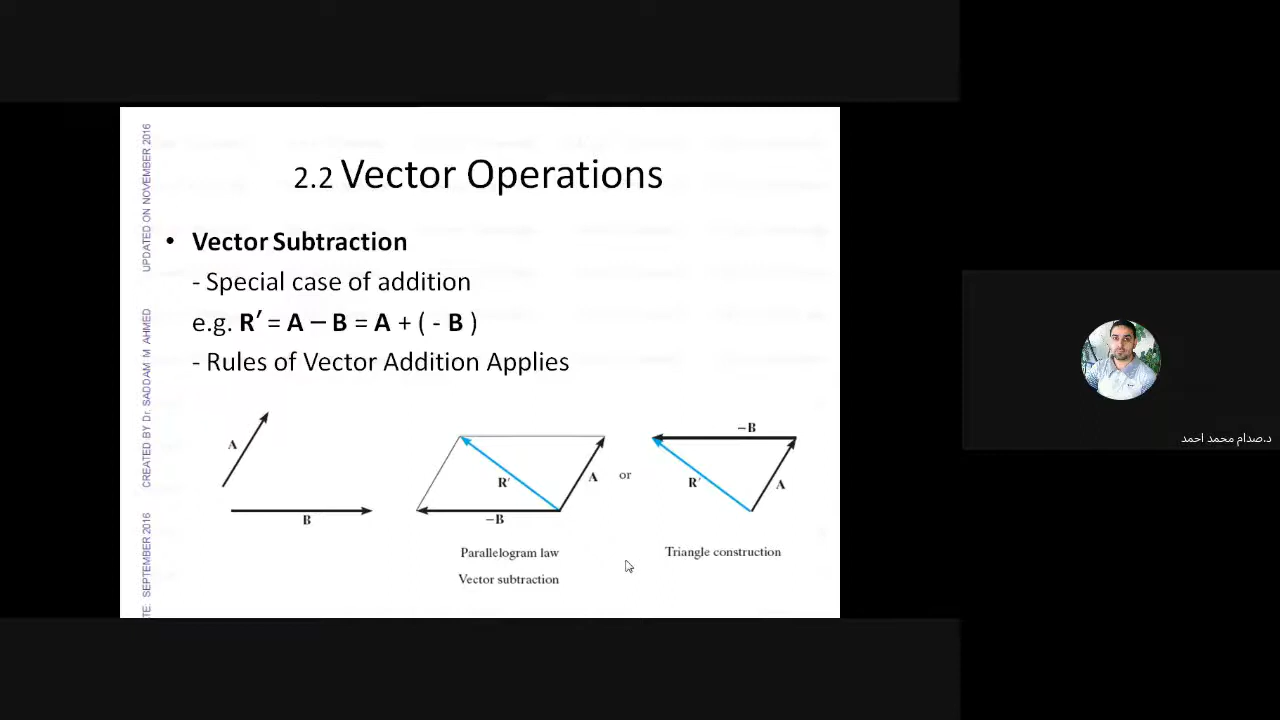 2.2 Vector Operations
• Vector Subtraction
- Special case of addition
e.g. R′ = A – B = A + ( - B )
- Rules of Vector Addition Applies
A
B
R′
A
−B
or
−B
R′
A
Parallelogram law
Vector subtraction
Triangle construction
UPDATED ON NOVEMBER 2016
CREATED BY Dr. SADDAM M AHMED
TE: SEPTEMBER 2016
د.صدام محمد احمد